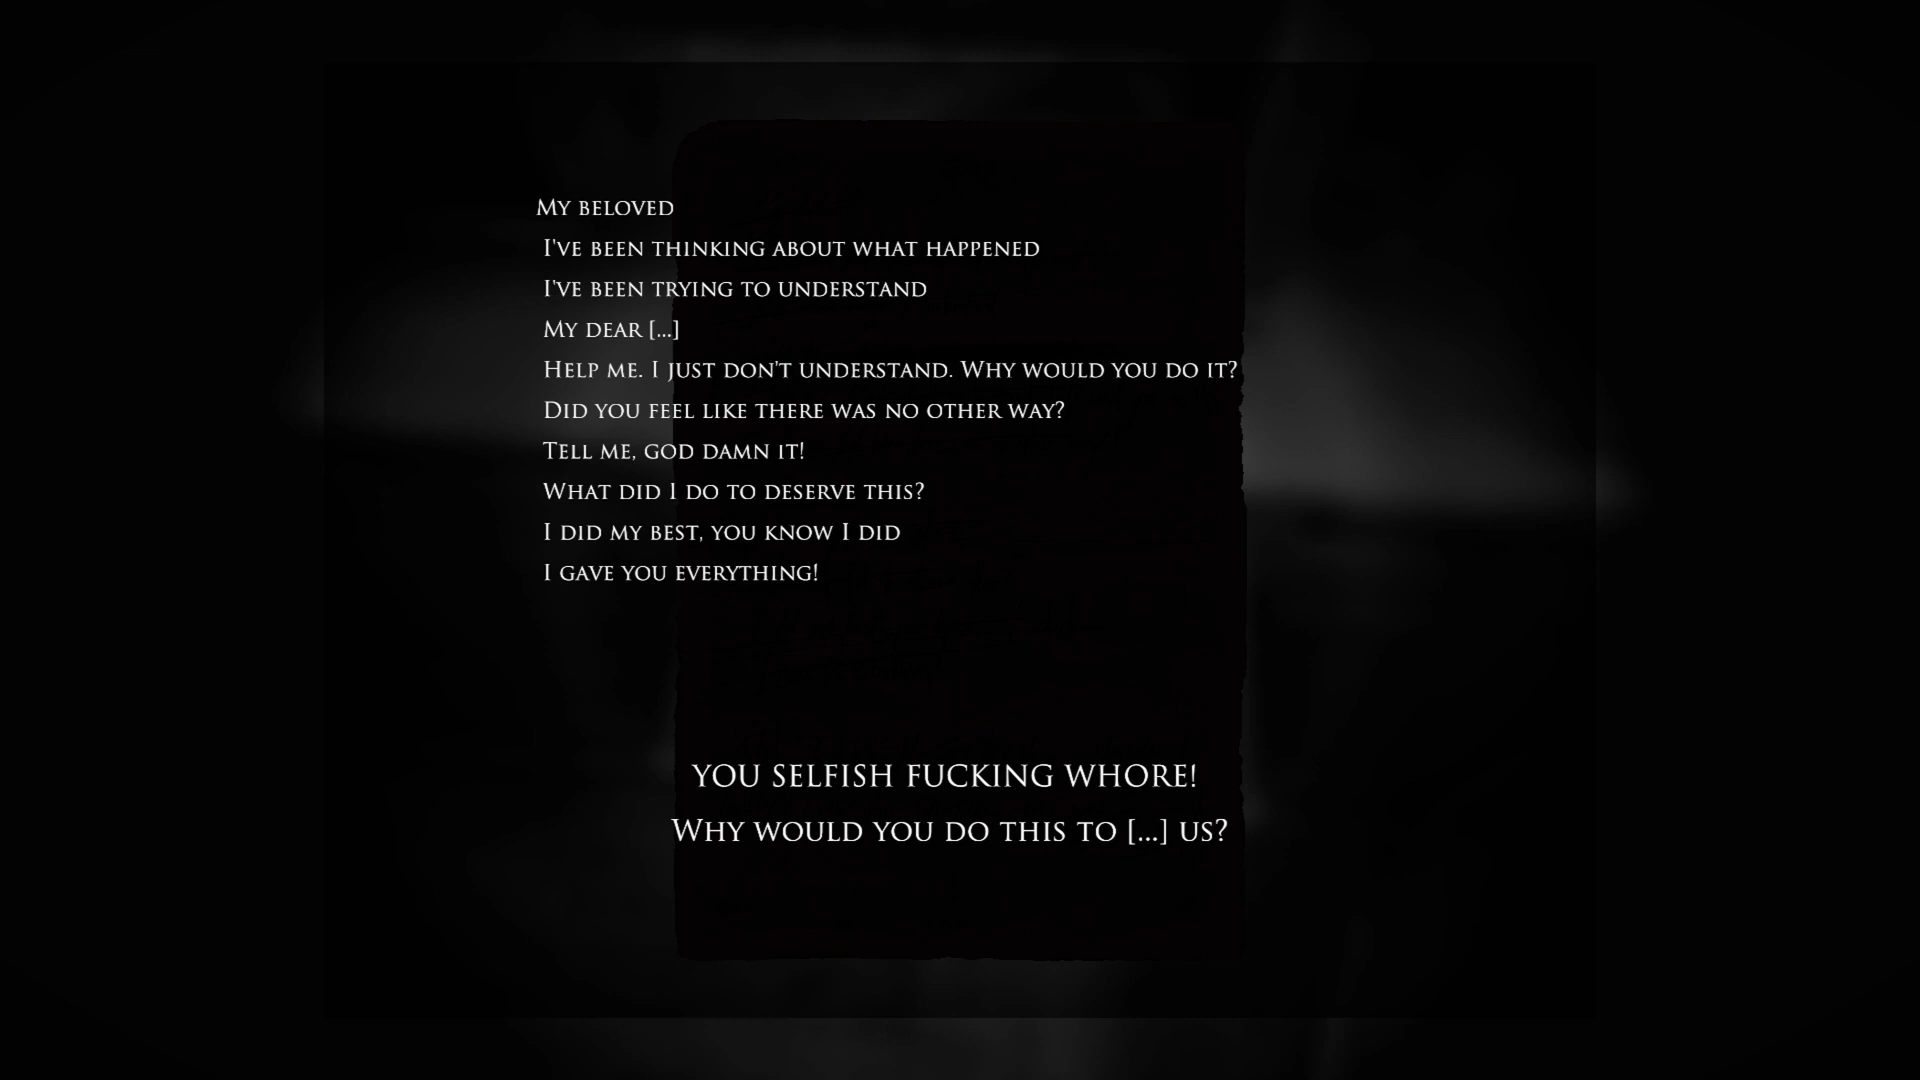 My beloved
I've been thinking about what happened
I've been trying to understand
My dear [...]
Help me. I just don't understand. Why would you do it?
Did you feel like there was no other way?
Tell me, god damn it!
What did I do to deserve this?
I did my best, you know I did
I gave you everything!
YOU SELFISH FUCKING WHORE!
Why would you do this to [...] us?